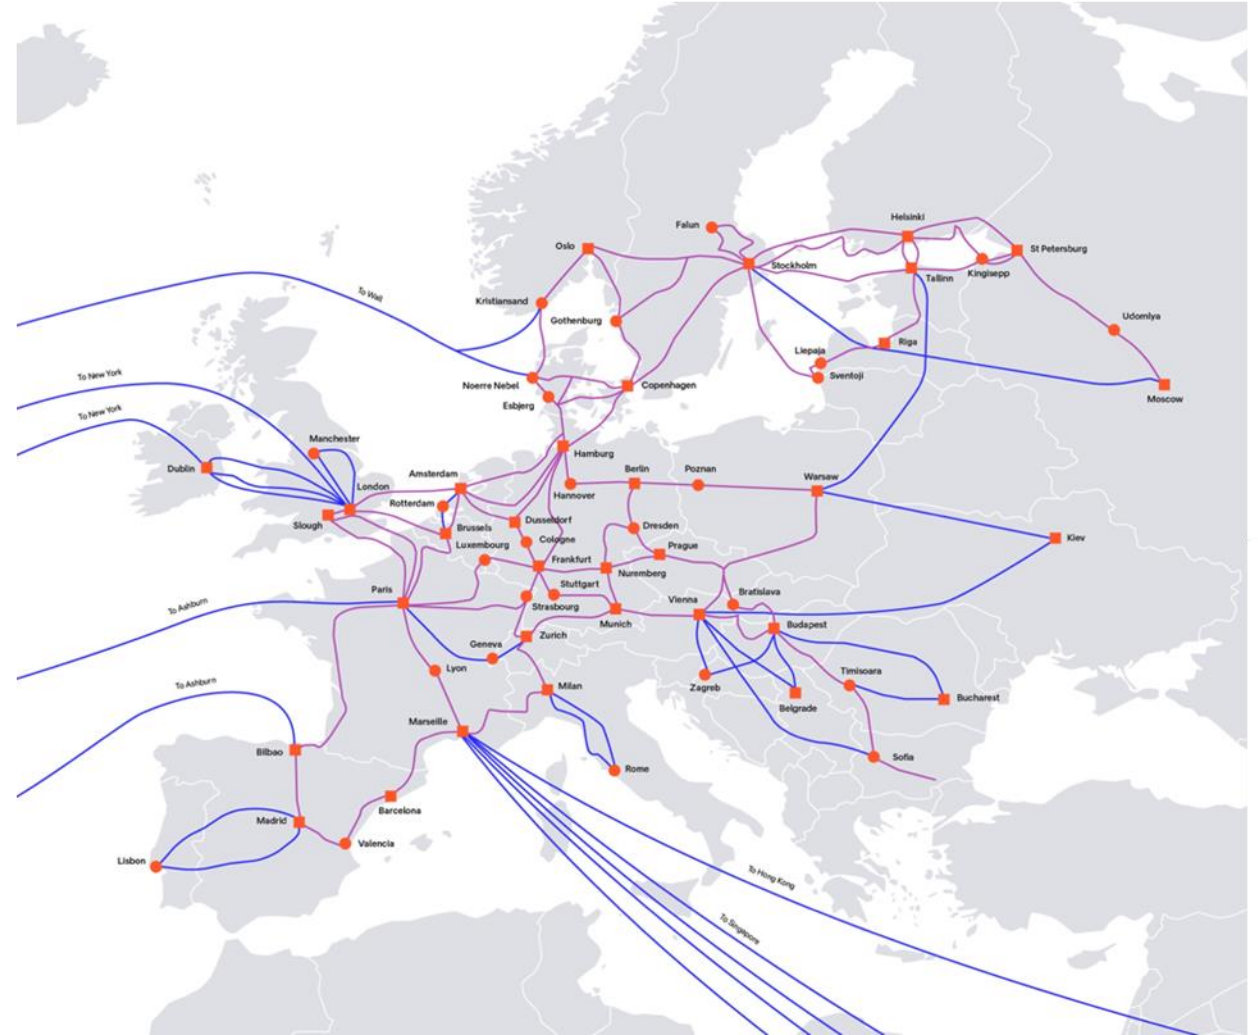 Falun
Helsinki
Oslo
St Petersburg
Stockholm
Tallinn
Kingisepp
To Wall
Kristiansand
Gothenburg
Udomlya
Riga
Liepaja
Sventoji
To New York
Noerre Nebel
Copenhagen
Moscow
Esbjerg
To New York
Manchester
Hamburg
Dublin
Amsterdam
Berlin
Poznan
London
Warsaw
Hannover
Rotterdam
Slough
Dusseldorf
Dresden
Brussels
Cologne
Kiev
Luxembourg
Prague
Frankfurt
Nuremberg
Stuttgart
Paris
Bratislava
Vienna
To Ashburn
Strasbourg
Munich
Budapest
Zurich
Geneva
Lyon
Timisoara
To Ashburn
Milan
Zagreb
Bucharest
Belgrade
Marseille
Bilbao
Sofia
Rome
Barcelona
Madrid
Valencia
Lisbon
To Hong Kong
To Singapore